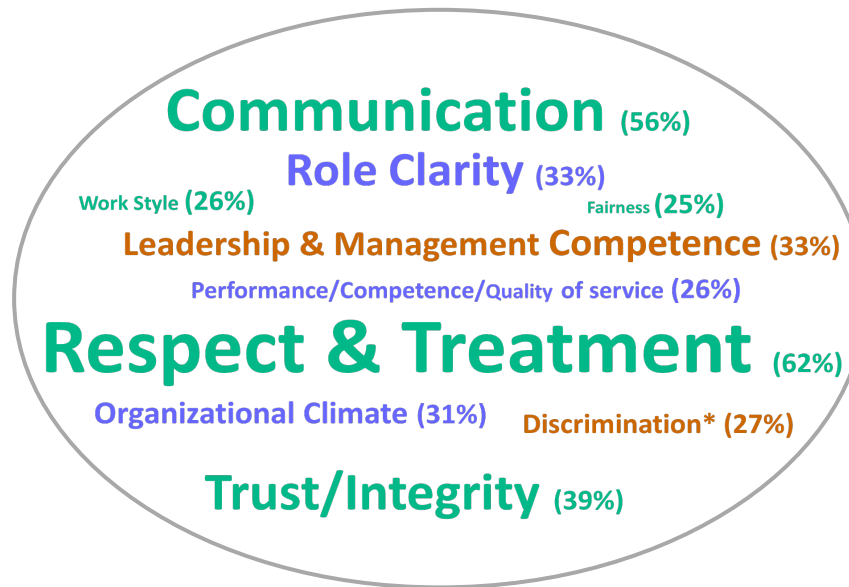 Communication (56%)
Role Clarity (33%)
Work Style (26%)
Fairness (25%)
Leadership & Management Competence (33%)
Performance/Competence/Quality of service (26%)
Respect & Treatment (62%)
Organizational Climate (31%)
Discrimination* (27%)
Trust/Integrity (39%)